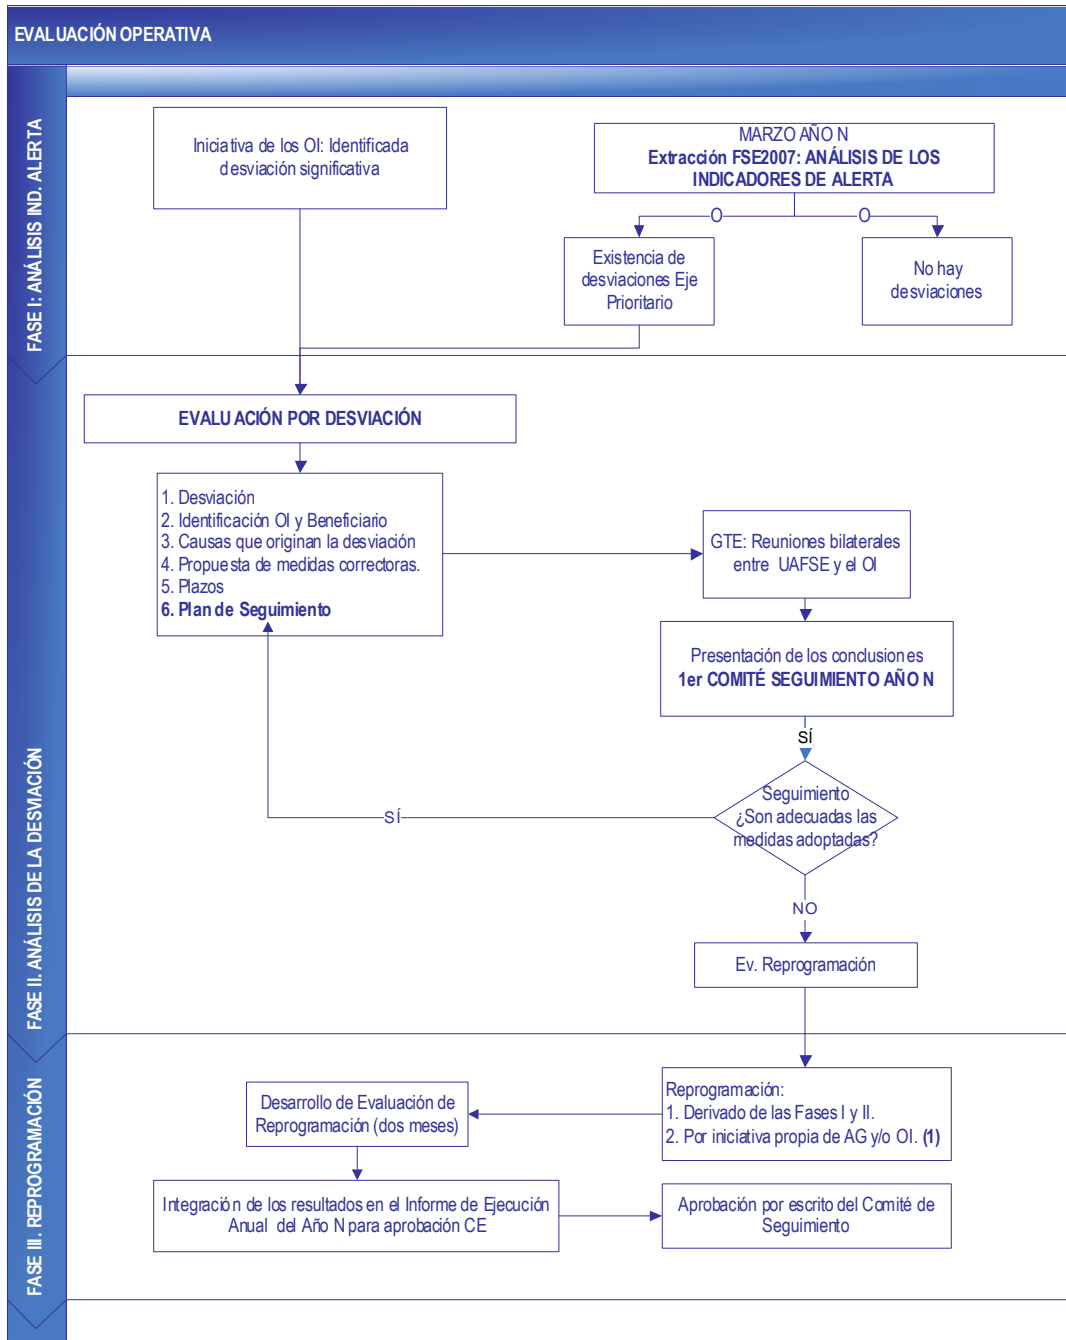 EVALUACIÓN OPERATIVA
FASE I: ANÁLISIS IND. ALERTA
Iniciativa de los OI: Identificada
desviación significativa
MARZO AÑO N
Extracción FSE2007: ANÁLISIS DE LOS
INDICADORES DE ALERTA
O
O
Existencia de
desviaciones Eje
Prioritario
No hay
desviaciones
FASE II. ANÁLISIS DE LA DESVIACIÓN
EVALUACIÓN POR DESVIACIÓN
1. Desviación
2. Identificación OI y Beneficiario
3. Causas que originan la desviación
4. Propuesta de medidas correctoras.
5. Plazos
6. Plan de Seguimiento
GTE: Reuniones bilaterales
entre UAFSE y el OI
Presentación de los conclusiones
1er COMITÉ SEGUIMIENTO AÑO N
SÍ
Seguimiento
¿Son adecuadas las
medidas adoptadas?
SÍ
NO
Ev. Reprogramación
FASE III. REPROGRAMACIÓN
Reprogramación:
1. Derivado de las Fases I y II.
2. Por iniciativa propia de AG y/o OI. (1)
Desarrollo de Evaluación de
Reprogramación (dos meses)
Integración de los resultados en el Informe de Ejecución
Anual del Año N para aprobación CE
Aprobación por escrito del Comité de
Seguimiento